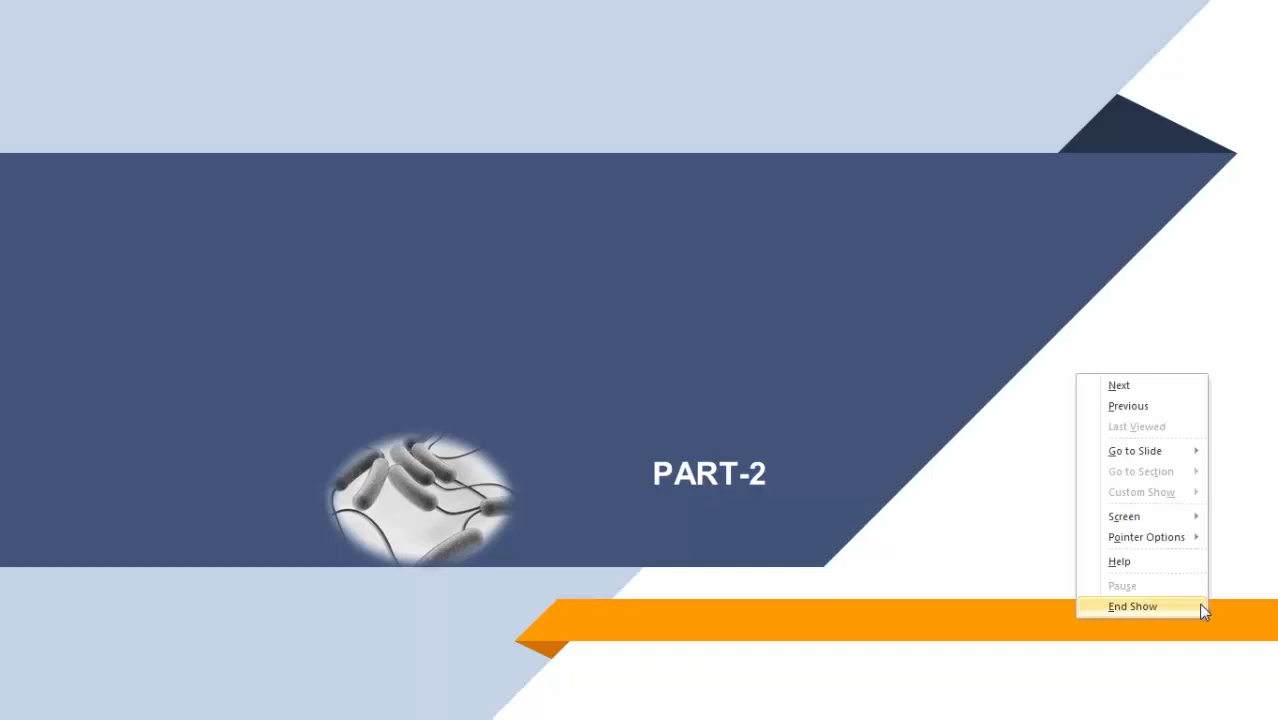 PART-2
Next
Previous
Last Viewed
Go to Slide
Go to Section
Custom Show
Screen
Pointer Options
Help
Pause
End Show